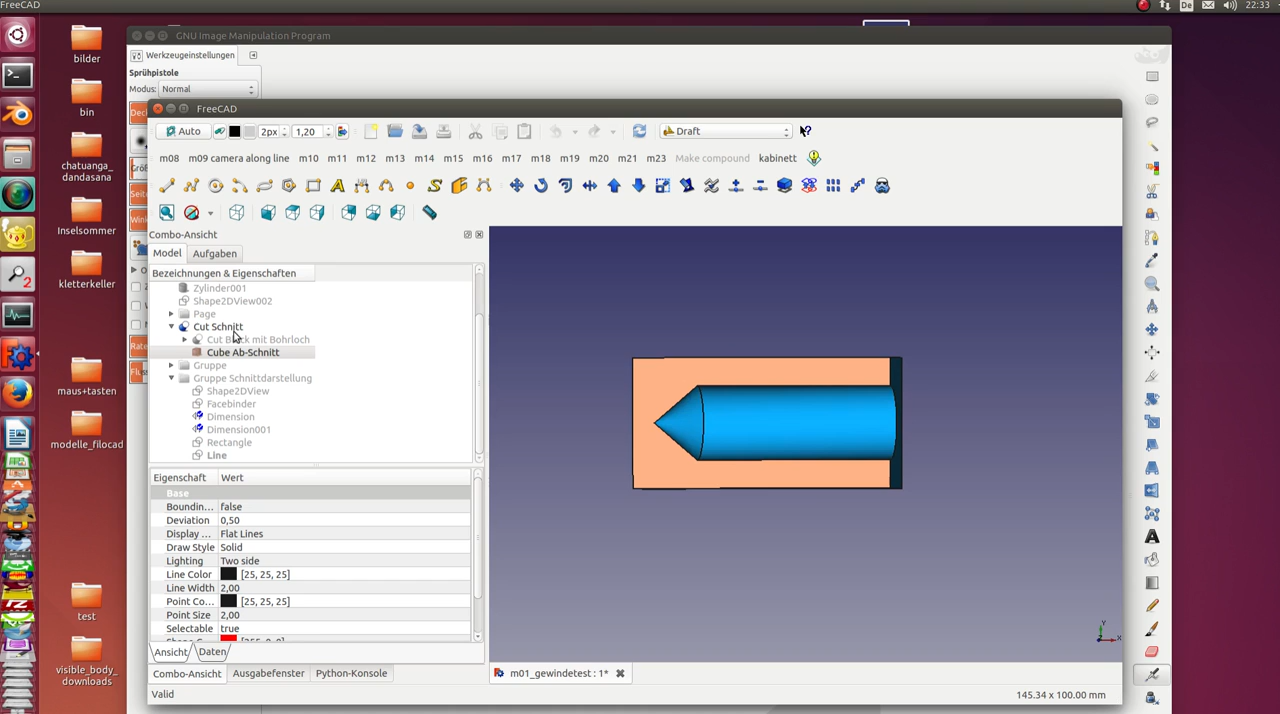 FreeCAD
De
22:33
GNU Image Manipulation Program
Werkzeugeinstellungen
Sprühpistole
Modus: Normal
FreeCAD
Auto
2px
1,20
Draft
m08 m09 camera along line m10 m11 m12 m13 m14 m15 m16 m17 m18 m19 m20 m21 m23 Make compound kabinett
Combo-Ansicht
Model Aufgaben
Bezeichnungen & Eigenschaften
Zylinder001
Shape2DView002
Page
Cut Schnitt
Cut Block mit Bohrloch
Cube Ab-Schnitt
Gruppe
Gruppe Schnittdarstellung
Shape2DView
Facebinder
Dimension
Dimension001
Rectangle
Line
Eigenschaft Wert
Base
Boundin... false
Deviation 0,50
Display ... Flat Lines
Draw Style Solid
Lighting Two side
Line Color [25, 25, 25]
Line Width 2,00
Point Co... [25, 25, 25]
Point Size 2,00
Selectable true
Ansicht Daten
Combo-Ansicht Ausgabefenster Python-Konsole
m01_gewindetest : 1*
Valid
145.34 x 100.00 mm
Y
X
bilder
bin
chatuanga_
dandasana
Inselsommer
kletterkeller
maus+tasten
modelle_filocad
test
visible_body_
downloads